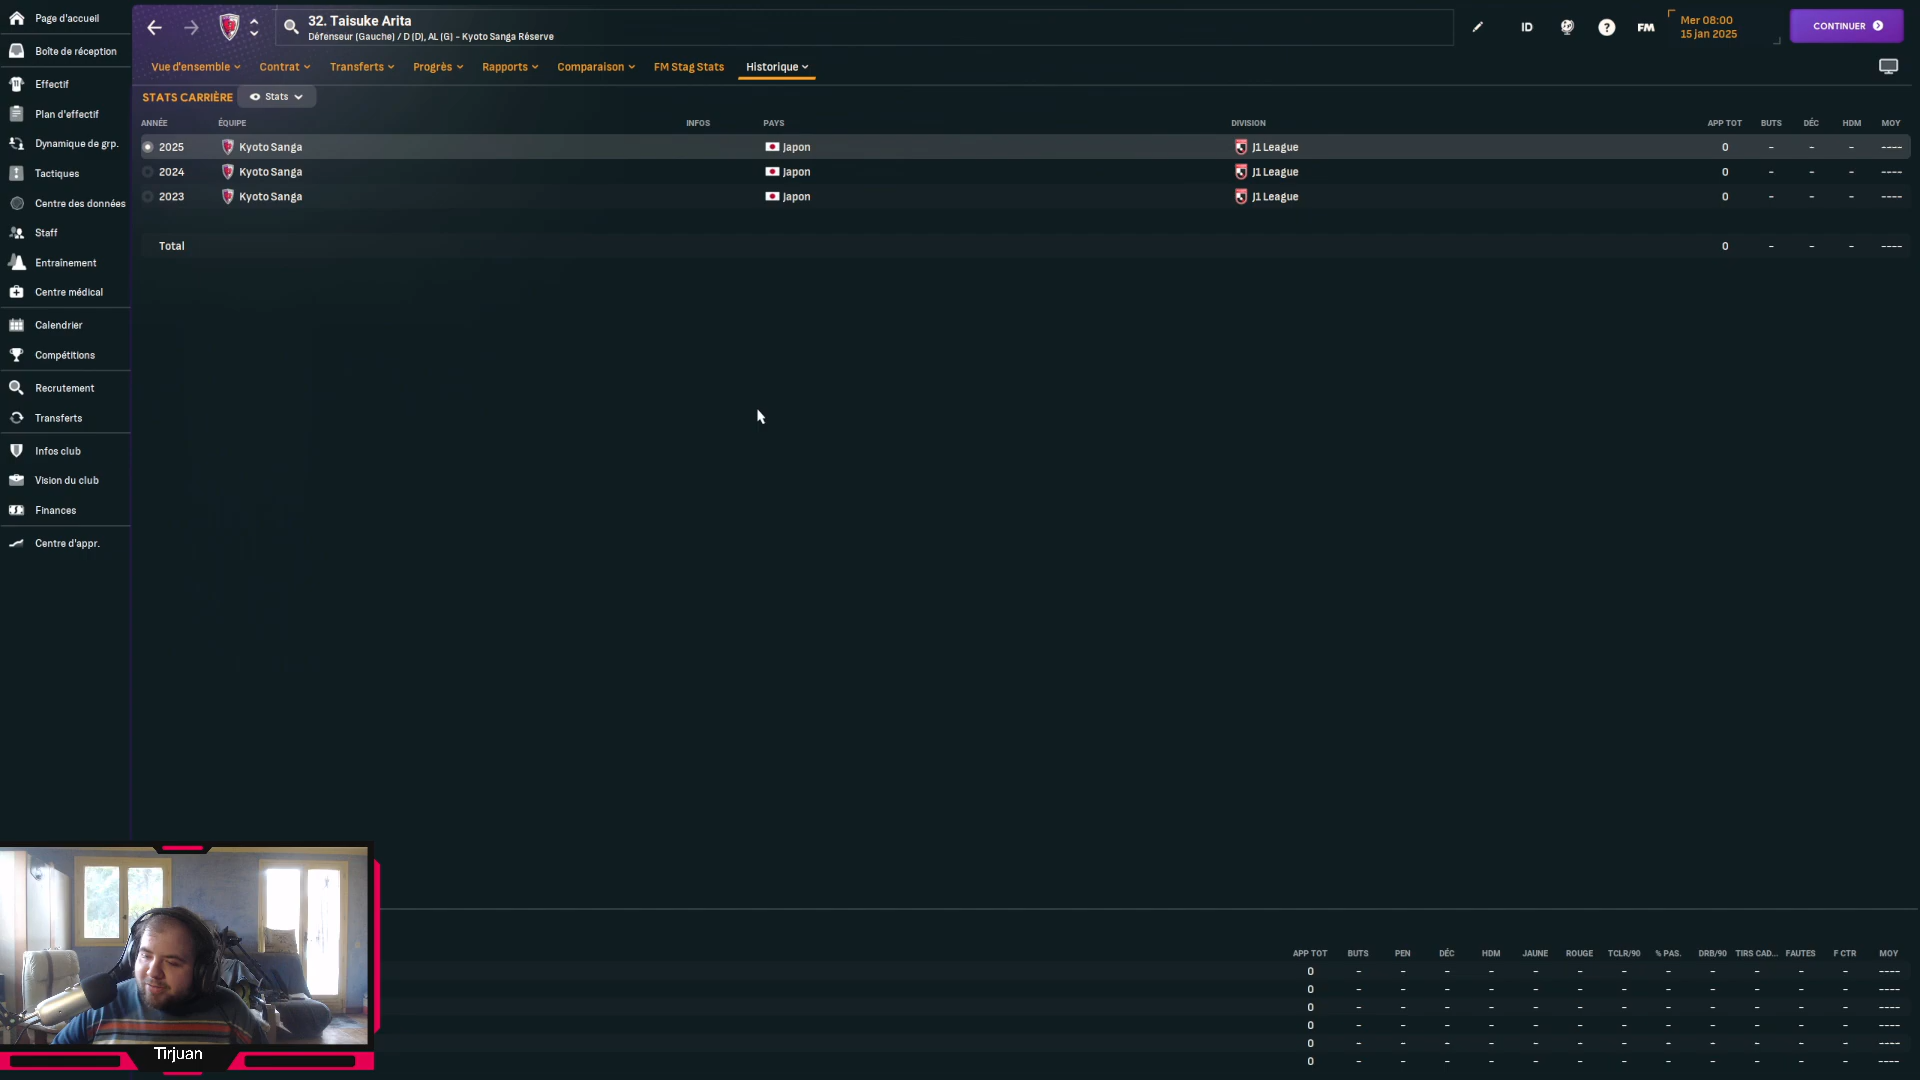 Page d'accueil
Boîte de réception
Effectif
Plan d'effectif
Dynamique de grp.
Tactiques
Centre des données
Staff
Entraînement
Centre médical
Calendrier
Compétitions
Recrutement
Transferts
Infos club
Vision du club
Finances
Centre d'appr.
32. Taisuke Arita
Défenseur (Gauche) / D (D), AL (G) - Kyoto Sanga Réserve
ID
?
FM
Mer 08:00
15 jan 2025
CONTINUER
Vue d'ensemble Contrat Transferts Progrès Rapports Comparaison FM Stag Stats Historique
STATS CARRIÈRE Stats
ANNÉE ÉQUIPE INFOS PAYS DIVISION APP TOT BUTS DÉC HDM MOY
2025 Kyoto Sanga Japon J1 League 0 - - - ----
2024 Kyoto Sanga Japon J1 League 0 - - - ----
2023 Kyoto Sanga Japon J1 League 0 - - - ----
Total 0 - - - ----
APP TOT BUTS PEN DÉC HDM JAUNE ROUGE TCLR/90 % PAS. DRB/90 TIRS CAD... FAUTES F CTR MOY
0 - - - - - - - - - - - - ----
0 - - - - - - - - - - - - ----
0 - - - - - - - - - - - - ----
0 - - - - - - - - - - - - ----
0 - - - - - - - - - - - - ----
0 - - - - - - - - - - - - ----
Tirjuan